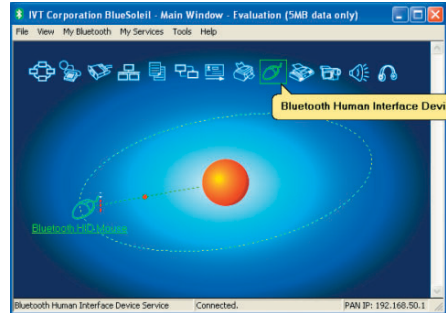 IVT Corporation BlueSoleil - Main Window - Evaluation (5MB data only)
File View My Bluetooth My Services Tools Help
Bluetooth Human Interface Devi
Bluetooth HID Mouse
Bluetooth Human Interface Device Service Connected. PAN IP: 192.168.50.1